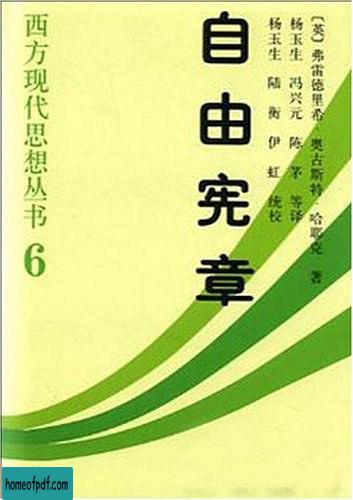 西方现代思想丛书 6
自由宪章
[英]弗雷德里希·奥古斯特·哈耶克 著
杨玉生 冯兴元 陈茅 等译
杨玉生 陆衡 伊虹 统校
homeofpdf.com